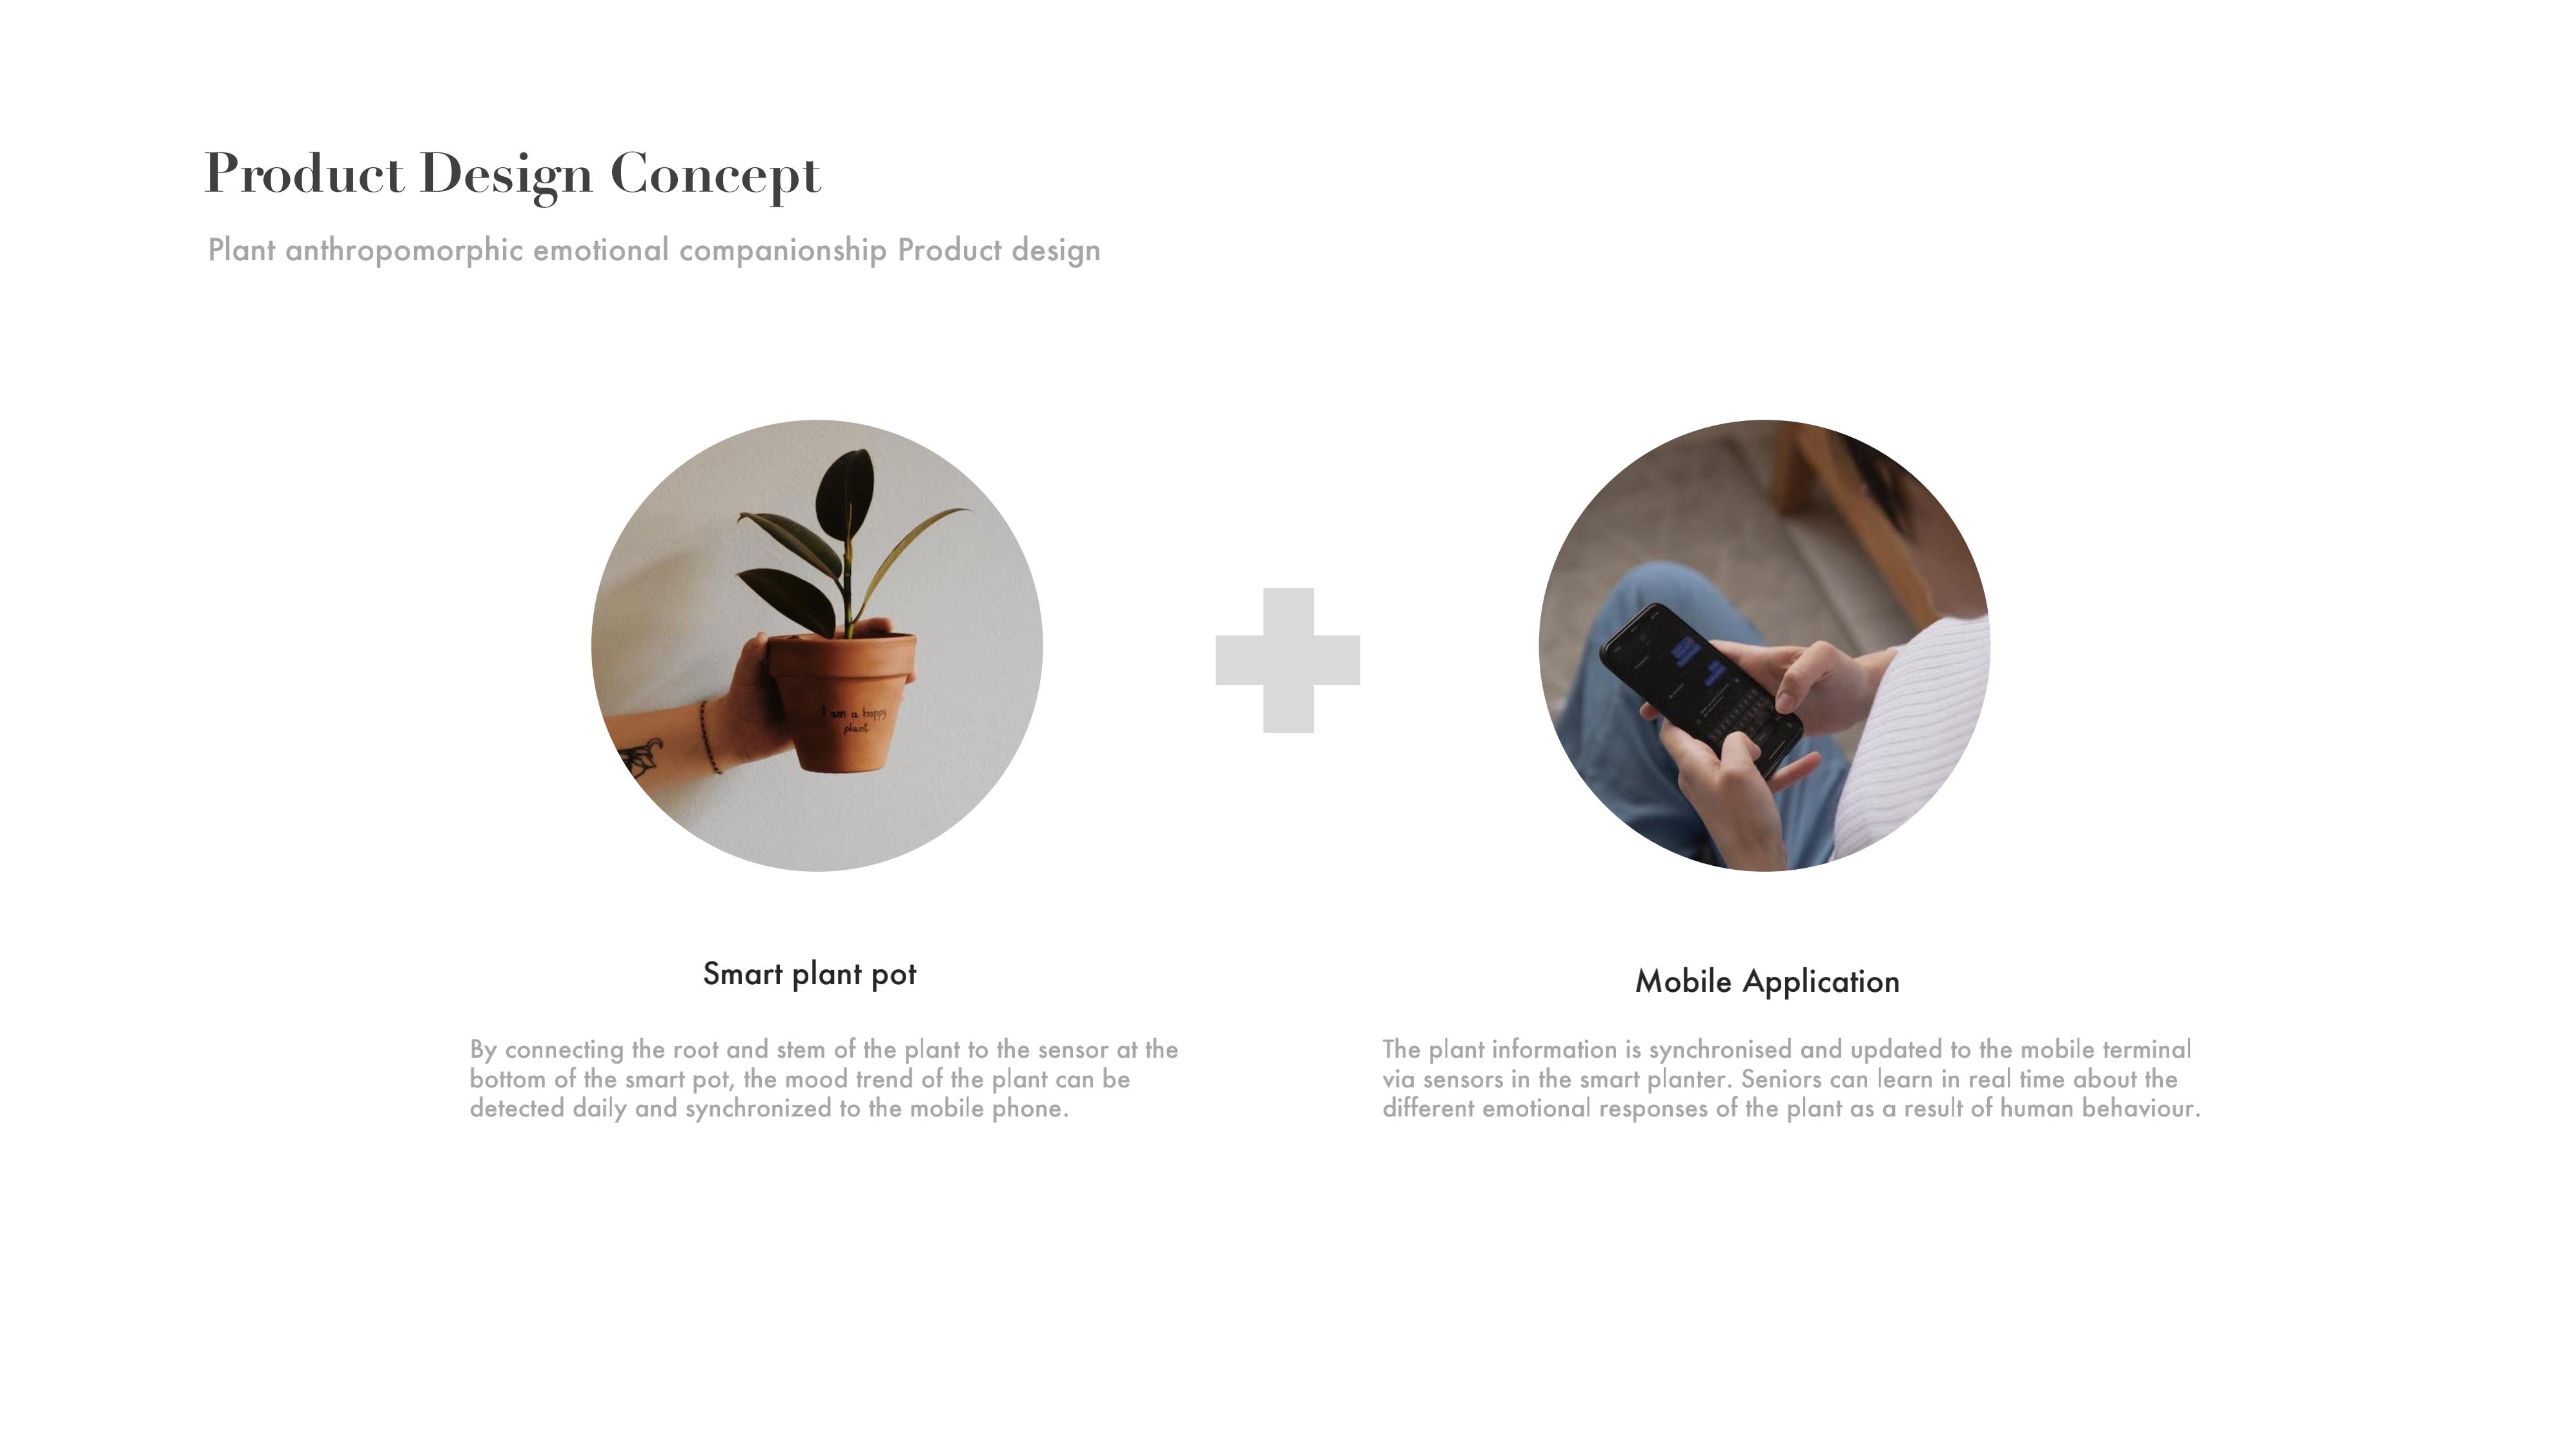 Product Design Concept
Plant anthropomorphic emotional companionship Product design
I am a happy
plant
Smart plant pot
By connecting the root and stem of the plant to the sensor at the
bottom of the smart pot, the mood trend of the plant can be
detected daily and synchronized to the mobile phone.
Mobile Application
The plant information is synchronised and updated to the mobile terminal
via sensors in the smart planter. Seniors can learn in real time about the
different emotional responses of the plant as a result of human behaviour.